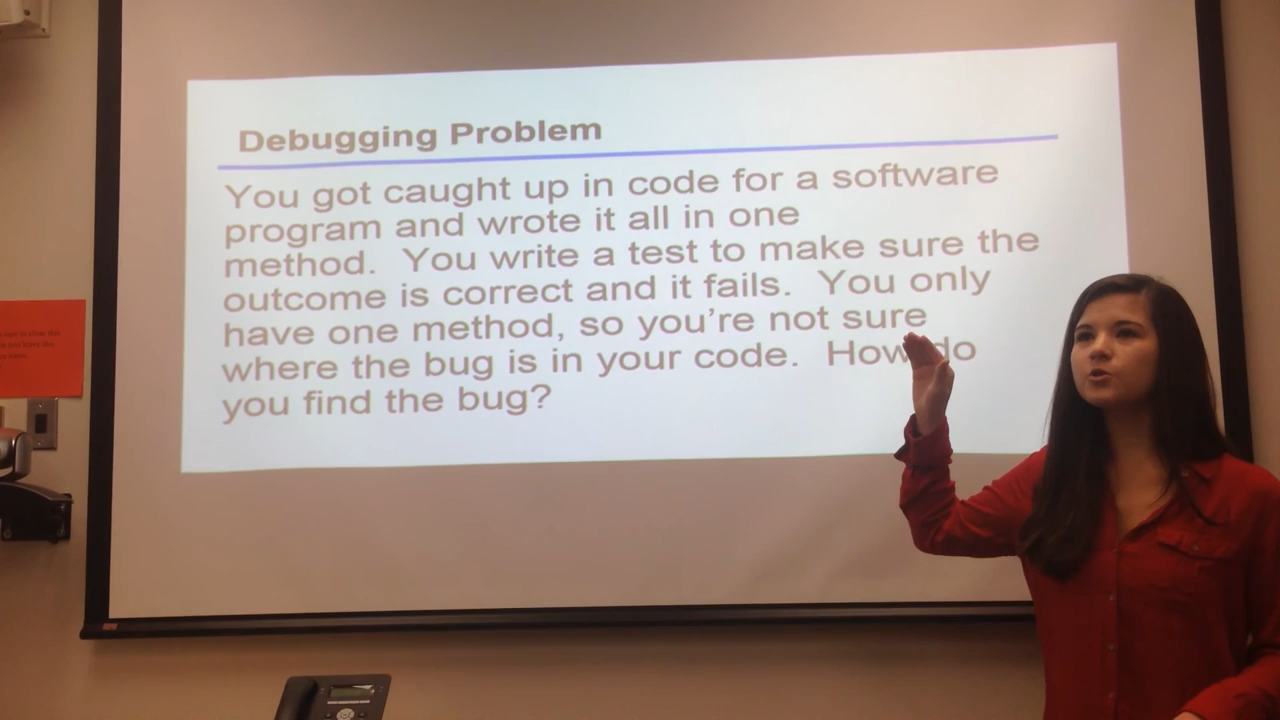 Debugging Problem
You got caught up in code for a software
program and wrote it all in one
method.  You write a test to make sure the
outcome is correct and it fails.  You only
have one method, so you're not sure
where the bug is in your code.  How do
you find the bug?